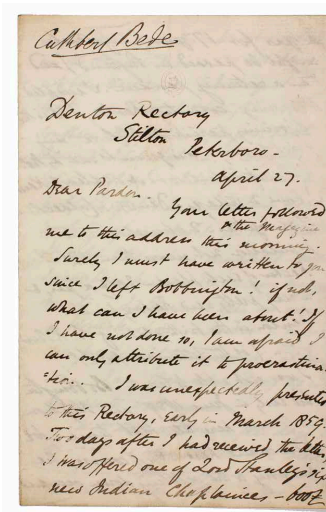 Cuthbert Bede
Denton Rectory
Stilton
Peterboro -
April 27.
Dear Pardon.
Your letter followed
& the Magazine
me to this address this morning.
Surely I must have written to you
since I left Bobbington! if not,
what can I have been about! If
I have not done so, I am afraid I
can only attribute it to procrastina-
=tion. I was unexpectedly presented
to this Rectory, early in March 1859.
Two days after I had received the letter,
I was offered one of Lord Stanley's six
new Indian Chaplaincies - 600£